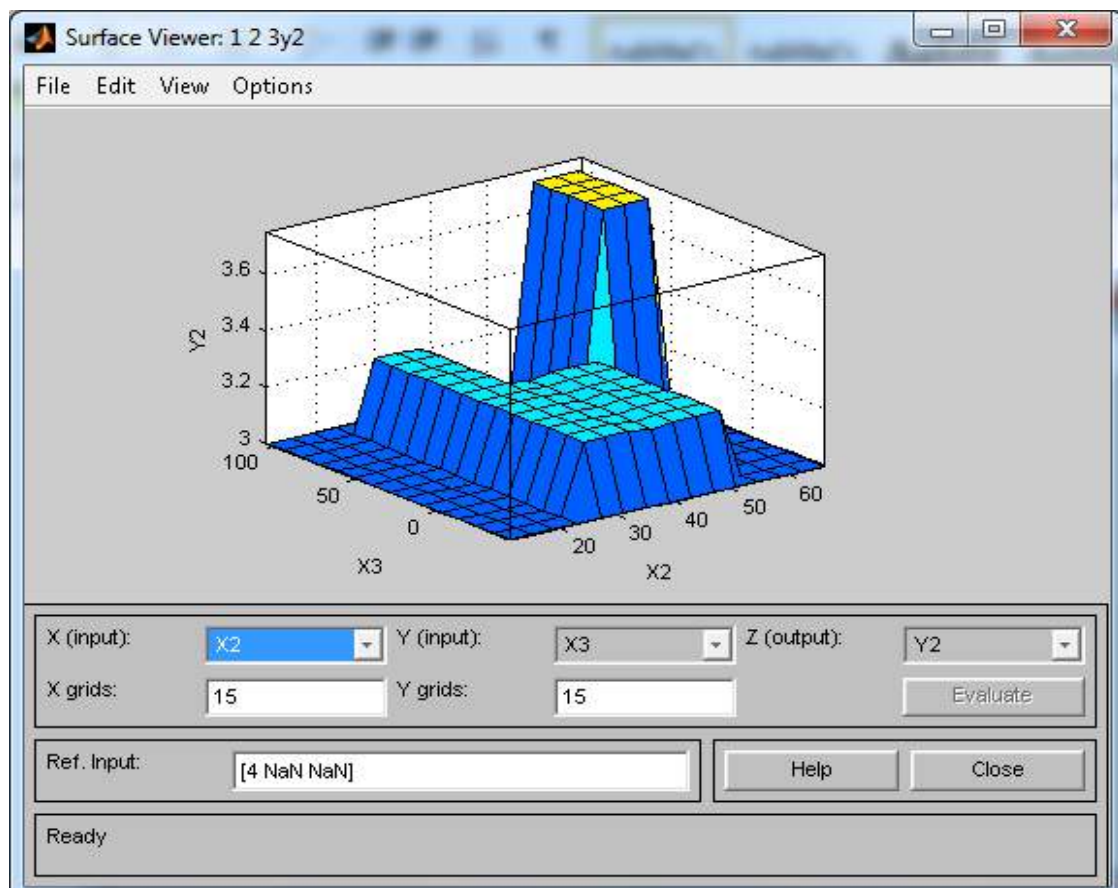 Surface Viewer: 1 2 3y2
File Edit View Options
3.6
3.4
3.2
3
Y2
100
50
0
X3
20
30
40
50
60
X2
X (input):
X2
Y (input):
X3
Z (output):
Y2
X grids:
15
Y grids:
15
Evaluate
Ref. Input:
[4 NaN NaN]
Help
Close
Ready